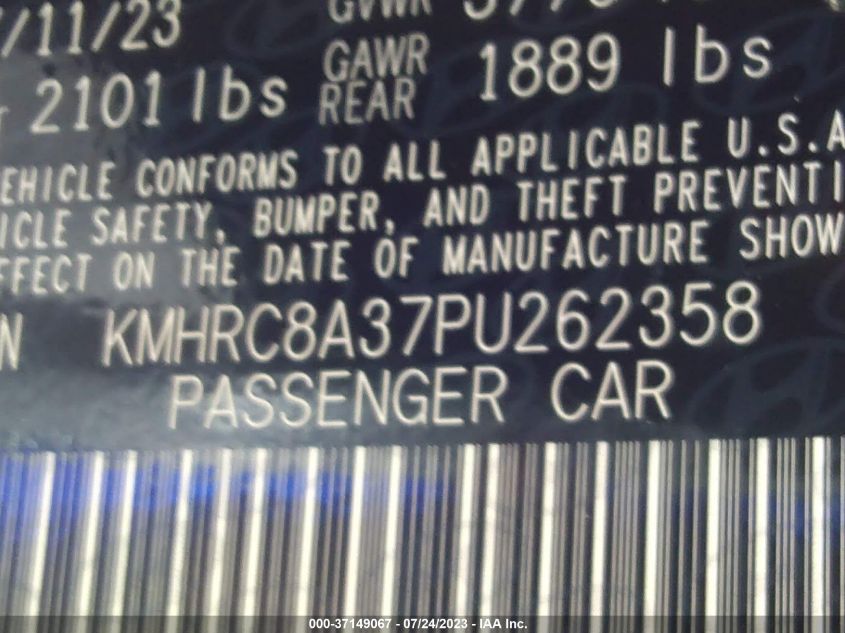 /11/23 GVWR
2101 lbs GAWR REAR 1889 lbs
EHICLE CONFORMS TO ALL APPLICABLE U.S.A
ICLE SAFETY, BUMPER, AND THEFT PREVENTI
FFECT ON THE DATE OF MANUFACTURE SHOW
N KMHRC8A37PU262358
PASSENGER CAR
000-37149067 - 07/24/2023 - IAA Inc.